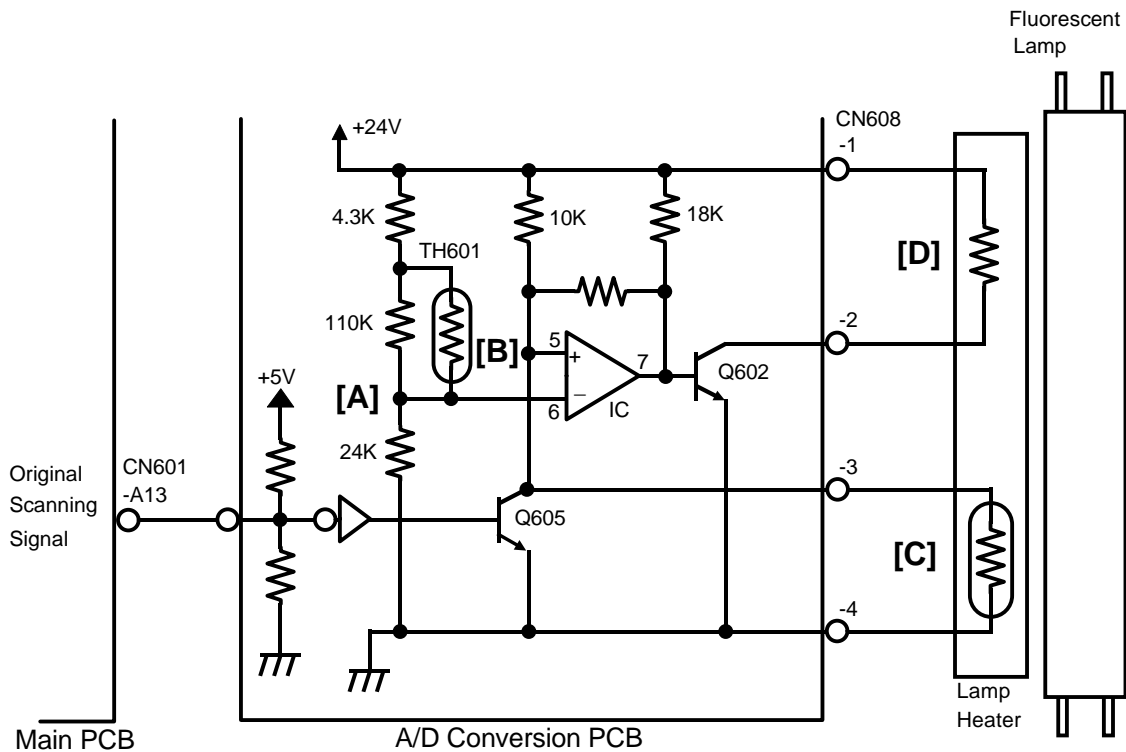 Fluorescent
Lamp
+24V
CN608
-1
4.3K
10K
18K
TH601
[D]
110K
[B]
5
+
7
-2
Q602
+5V
[A]
−
6
IC
24K
Original
Scanning
Signal
CN601
-A13
-3
Q605
[C]
-4
Lamp
Heater
Main PCB
A/D Conversion PCB